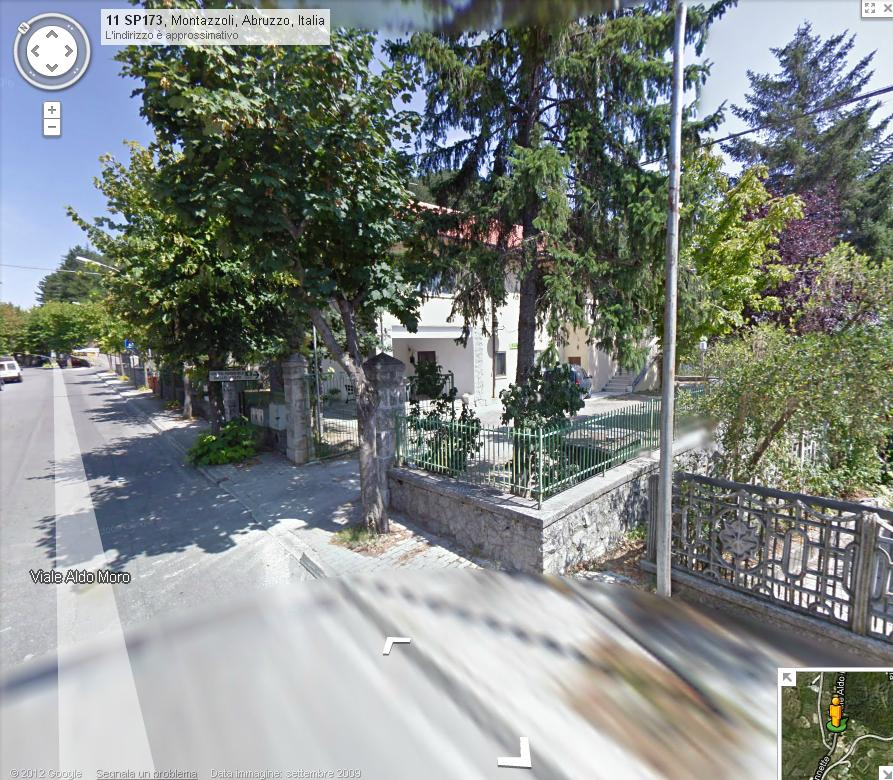 11 SP173, Montazzoli, Abruzzo, Italia
L'indirizzo è approssimativo
N
Viale Aldo Moro
© 2012 Google Segnala un problema Data immagine: settembre 2009